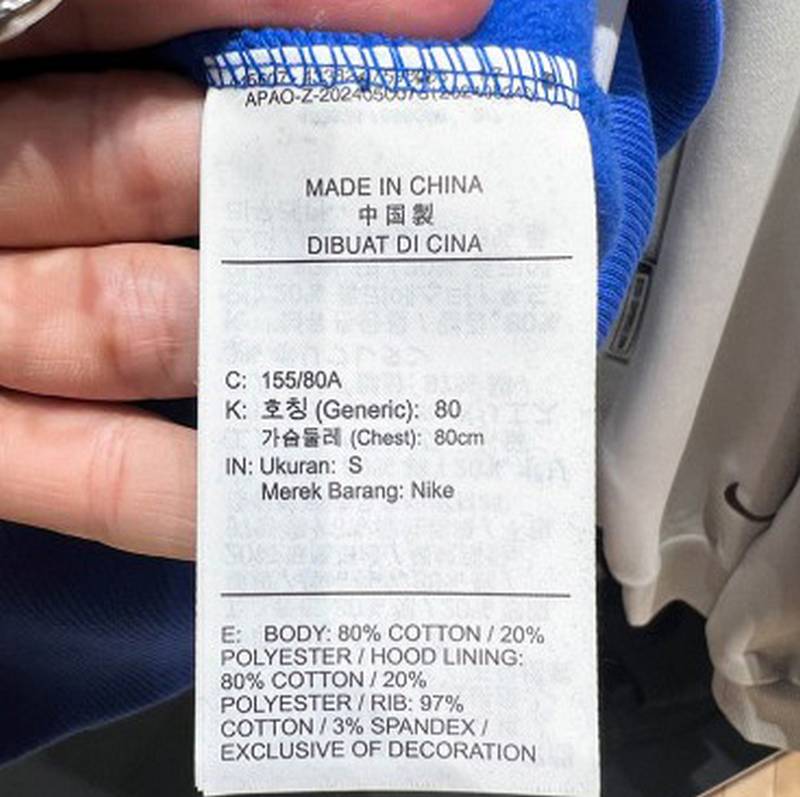 MADE IN CHINA
中国製
DIBUAT DI CINA
C: 155/80A
K: 호칭 (Generic): 80
가슴둘레 (Chest): 80cm
IN: Ukuran: S
Merek Barang: Nike
E: BODY: 80% COTTON / 20%
POLYESTER / HOOD LINING:
80% COTTON / 20%
POLYESTER / RIB: 97%
COTTON / 3% SPANDEX /
EXCLUSIVE OF DECORATION